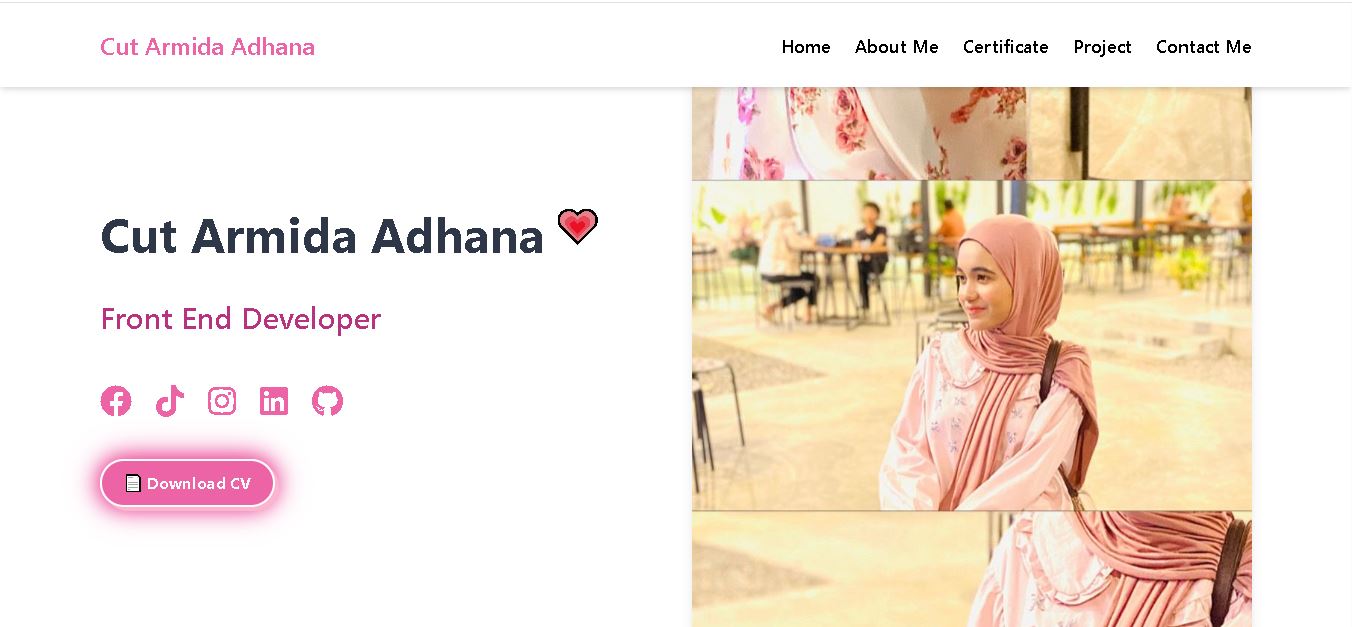 Cut Armida Adhana
Home About Me Certificate Project Contact Me
Cut Armida Adhana
Front End Developer
Download CV